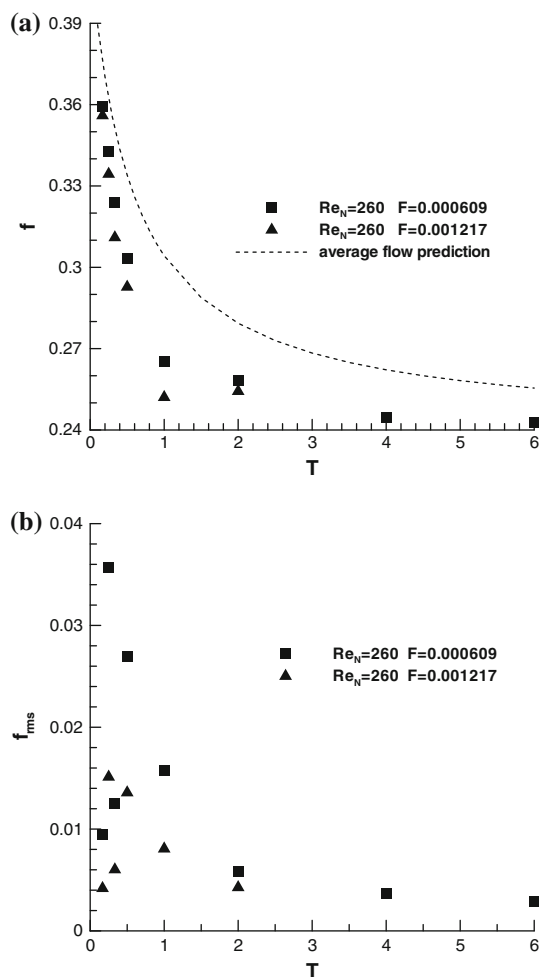 (a)
0.39
0.36
0.33
0.3
0.27
0.24
f
Re_N=260 F=0.000609
Re_N=260 F=0.001217
average flow prediction
0 1 2 3 4 5 6
T
(b)
0.04
0.03
0.02
0.01
0
f_rms
Re_N=260 F=0.000609
Re_N=260 F=0.001217
0 1 2 3 4 5 6
T